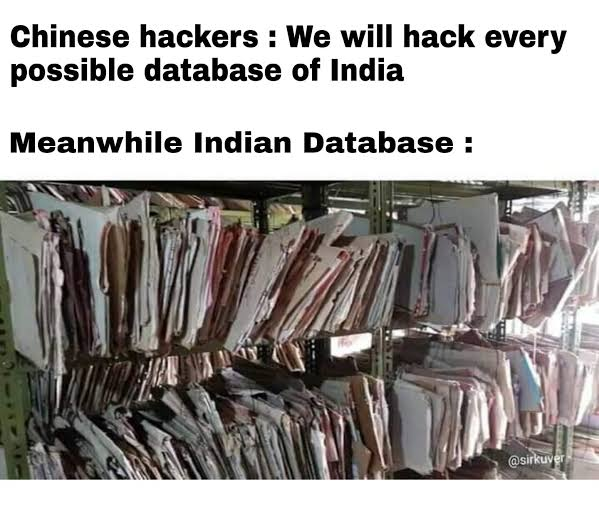 Chinese hackers : We will hack every
possible database of India
Meanwhile Indian Database :
@sirkuver